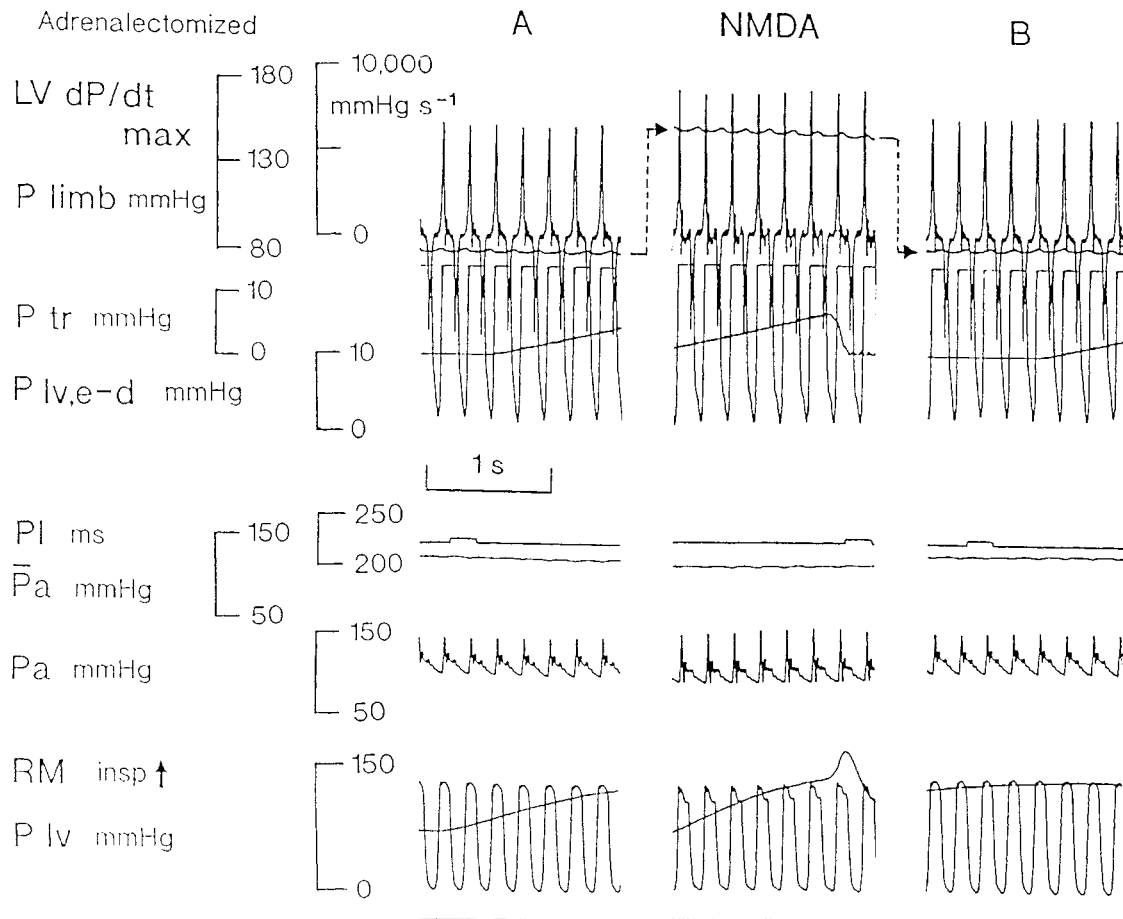 Adrenalectomized
A
NMDA
B
LV dP/dt
max
180
10,000
mmHg s⁻¹
130
P limb mmHg
80
0
10
P tr mmHg
0
10
P lv,e-d mmHg
0
1 s
PI ms
150
250
200
P̅a mmHg
50
Pa mmHg
150
50
RM insp ↑
150
P lv mmHg
0